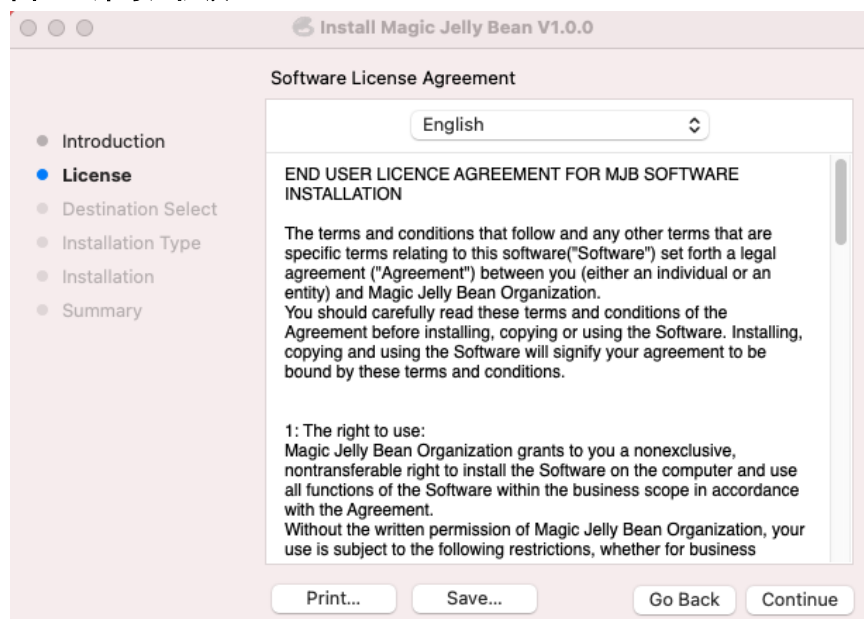 Install Magic Jelly Bean V1.0.0
Software License Agreement
English
Introduction
License
Destination Select
Installation Type
Installation
Summary
END USER LICENCE AGREEMENT FOR MJB SOFTWARE
INSTALLATION
The terms and conditions that follow and any other terms that are
specific terms relating to this software("Software") set forth a legal
agreement ("Agreement") between you (either an individual or an
entity) and Magic Jelly Bean Organization.
You should carefully read these terms and conditions of the
Agreement before installing, copying or using the Software. Installing,
copying and using the Software will signify your agreement to be
bound by these terms and conditions.
1: The right to use:
Magic Jelly Bean Organization grants to you a nonexclusive,
nontransferable right to install the Software on the computer and use
all functions of the Software within the business scope in accordance
with the Agreement.
Without the written permission of Magic Jelly Bean Organization, your
use is subject to the following restrictions, whether for business
Print...
Save...
Go Back
Continue